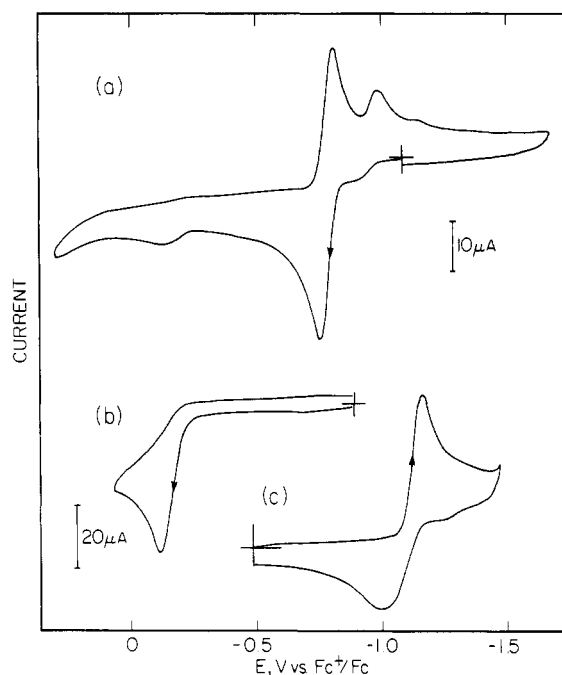 (a)
10μA
CURRENT
(b)
(c)
20μA
0 -0.5 -1.0 -1.5
E, V vs. Fc⁺/Fc